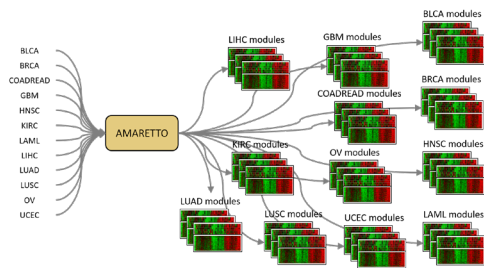 BLCA
BRCA
COADREAD
GBM
HNSC
KIRC
LAML
LIHC
LUAD
LUSC
OV
UCEC
AMARETTO
LIHC modules
GBM modules
BLCA modules
COADREAD modules
BRCA modules
KIRC modules
OV modules
HNSC modules
LUAD modules
LUSC modules
UCEC modules
LAML modules